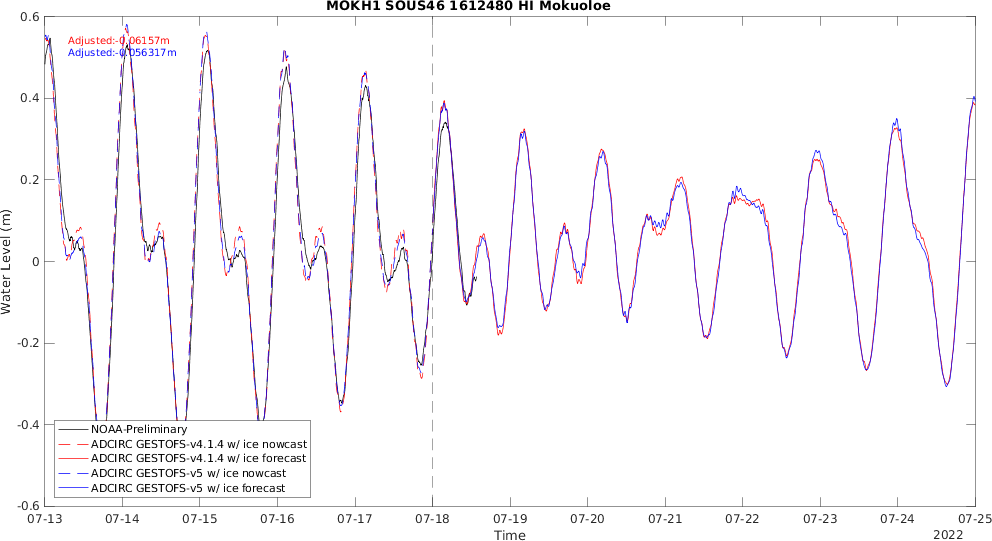 MOKH1 SOUS46 1612480 HI Mokuoloe
Adjusted:-0.06157m
Adjusted:-0.056317m
0.6
0.4
0.2
0
-0.2
-0.4
-0.6
Water Level (m)
NOAA-Preliminary
ADCIRC GESTOFS-v4.1.4 w/ ice nowcast
ADCIRC GESTOFS-v4.1.4 w/ ice forecast
ADCIRC GESTOFS-v5 w/ ice nowcast
ADCIRC GESTOFS-v5 w/ ice forecast
07-13 07-14 07-15 07-16 07-17 07-18 07-19 07-20 07-21 07-22 07-23 07-24 07-25
Time
2022